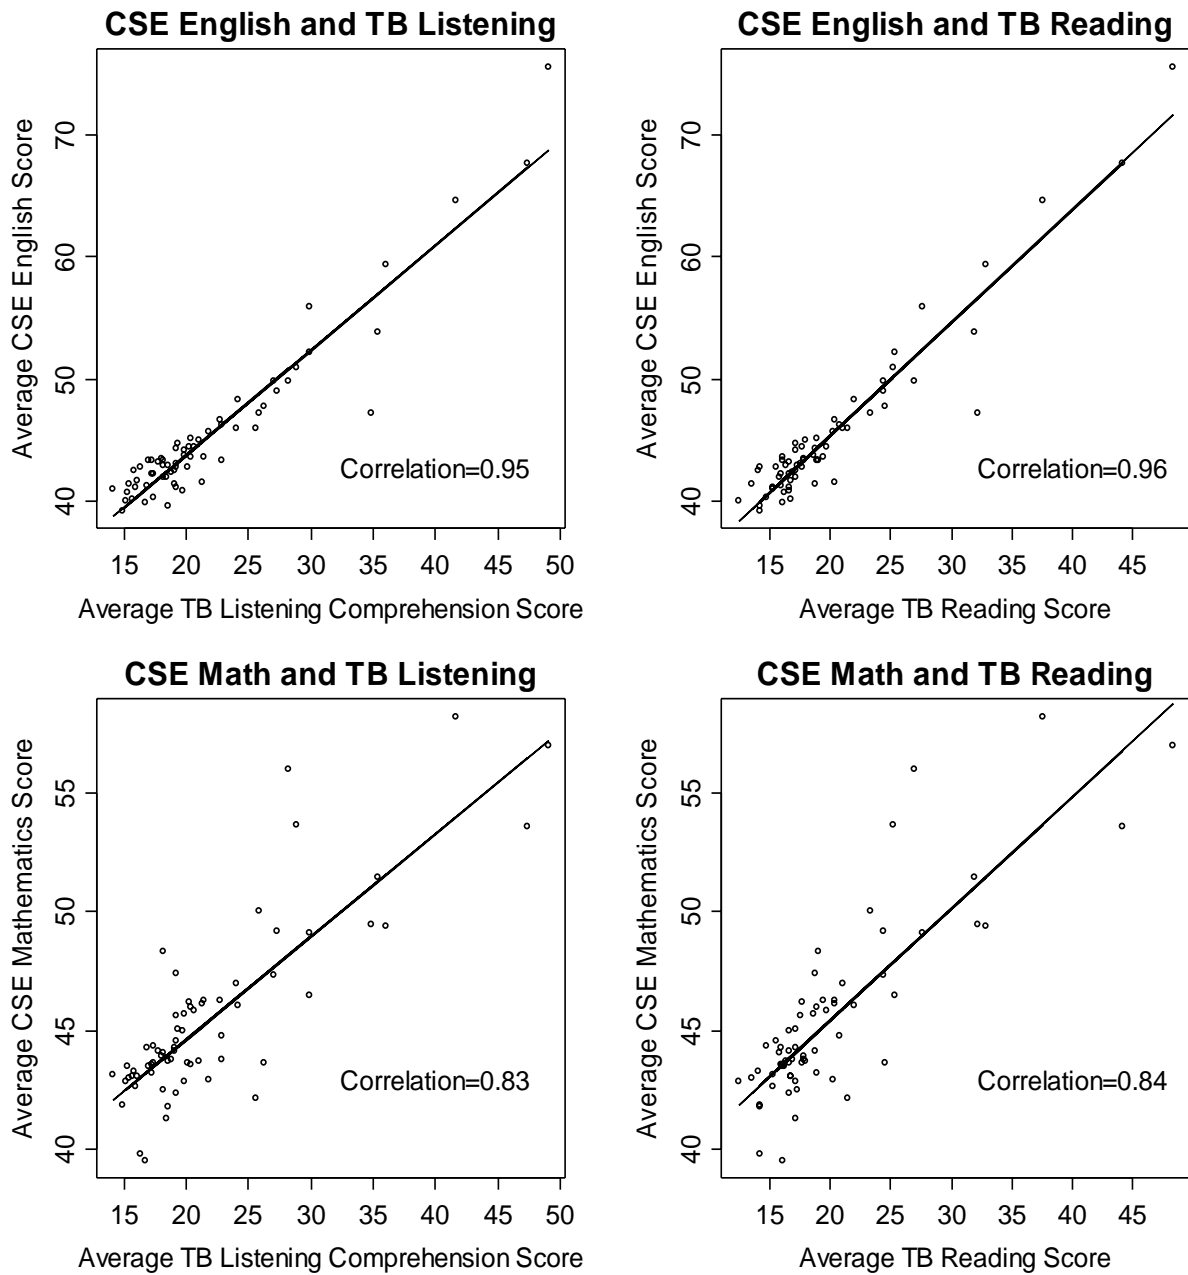 CSE English and TB Listening
Average CSE English Score
70
60
50
40
Correlation=0.95
15 20 25 30 35 40 45 50
Average TB Listening Comprehension Score
CSE English and TB Reading
Average CSE English Score
70
60
50
40
Correlation=0.96
15 20 25 30 35 40 45
Average TB Reading Score
CSE Math and TB Listening
Average CSE Mathematics Score
55
50
45
40
Correlation=0.83
15 20 25 30 35 40 45 50
Average TB Listening Comprehension Score
CSE Math and TB Reading
Average CSE Mathematics Score
55
50
45
40
Correlation=0.84
15 20 25 30 35 40 45
Average TB Reading Score